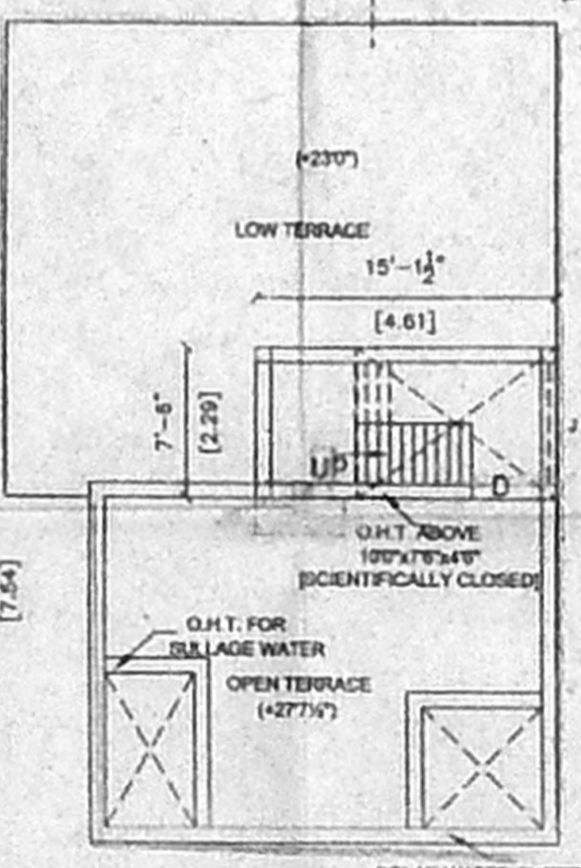 (+23'0")
LOW TERRACE
15'-1½"
[4.61]
7'-6"
[2.29]
UP
D
O.H.T. ABOVE
10'0"x7'6"x4'6"
[SCIENTIFICALLY CLOSED]
[7.54]
O.H.T. FOR
SULLAGE WATER
OPEN TERRACE
(+27'7½")